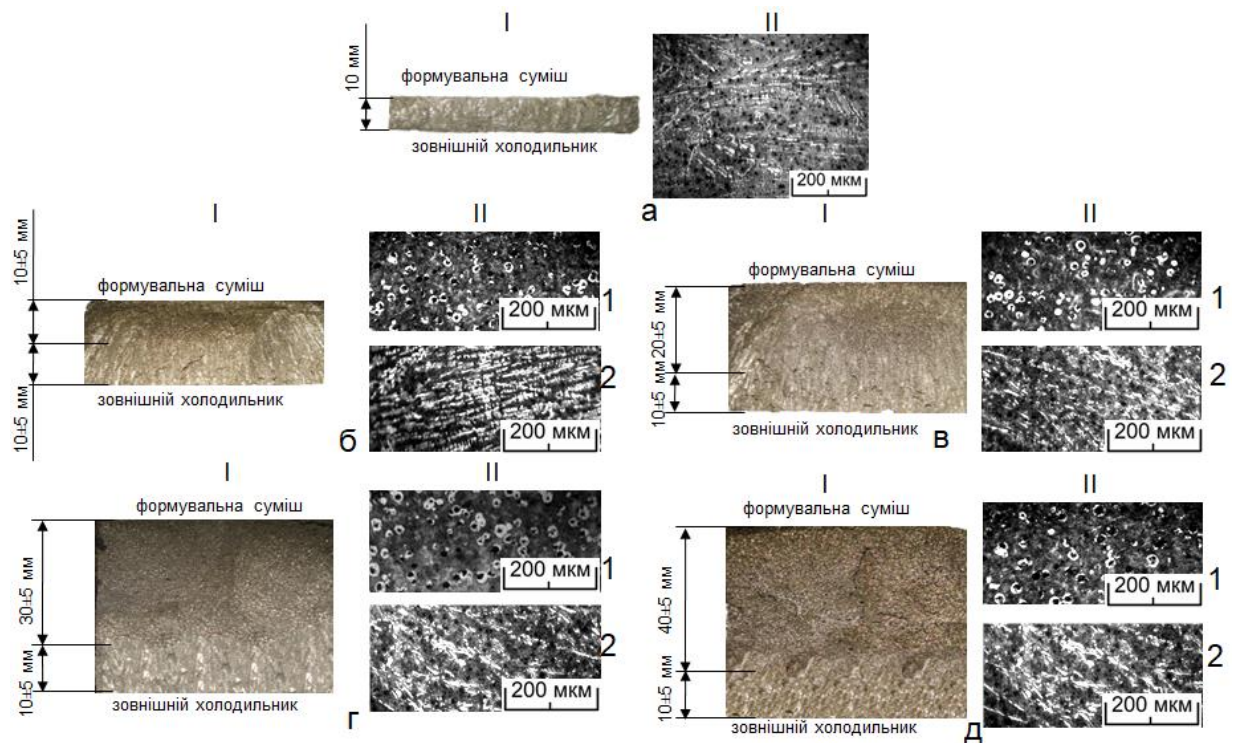 I
II
10 мм
формувальна суміш
зовнішній холодильник
200 мкм
а
I
II
10±5 мм
10±5 мм
формувальна суміш
зовнішній холодильник
200 мкм
1
200 мкм
2
б
I
II
20±5 мм
10±5 мм
формувальна суміш
зовнішній холодильник
200 мкм
1
200 мкм
2
в
I
II
30±5 мм
10±5 мм
формувальна суміш
зовнішній холодильник
200 мкм
1
200 мкм
2
г
I
II
40±5 мм
10±5 мм
формувальна суміш
зовнішній холодильник
200 мкм
1
200 мкм
2
д